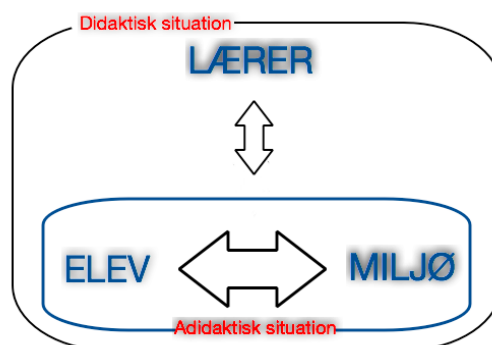 Didaktisk situation
LÆRER
ELEV
MILJØ
Adidaktisk situation